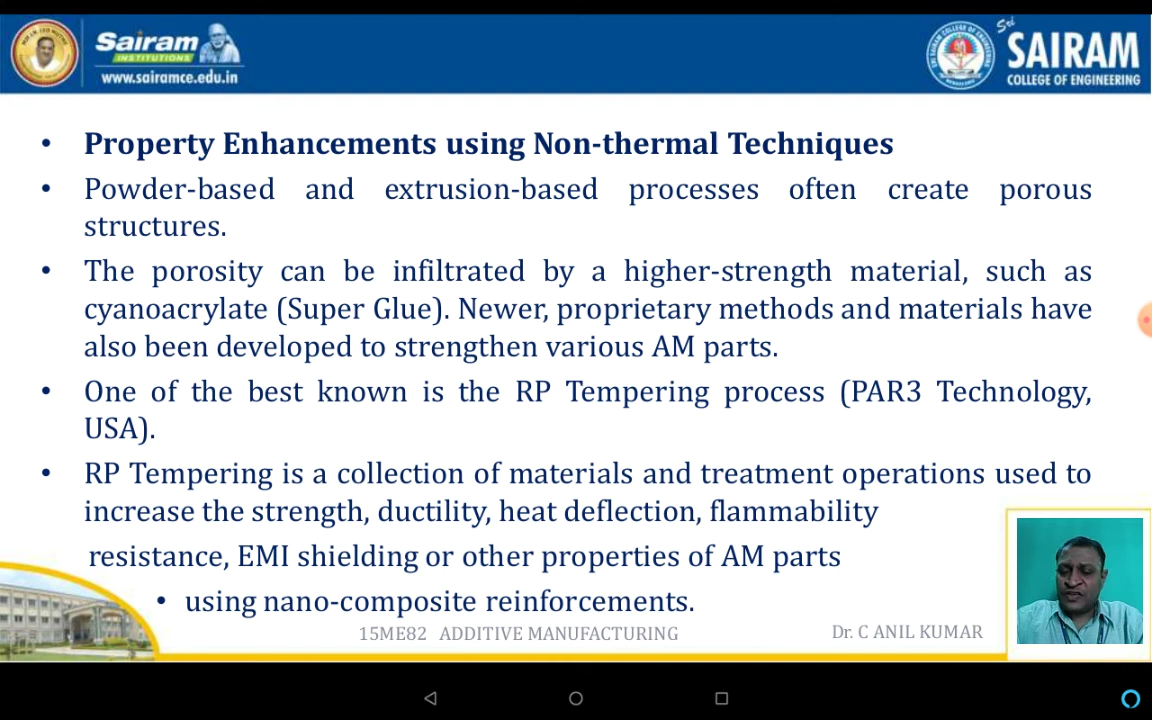 Sairam
INSTITUTIONS
www.sairamce.edu.in
Sri
SAIRAM
COLLEGE OF ENGINEERING
• Property Enhancements using Non-thermal Techniques
• Powder-based and extrusion-based processes often create porous
structures.
• The porosity can be infiltrated by a higher-strength material, such as
cyanoacrylate (Super Glue). Newer, proprietary methods and materials have
also been developed to strengthen various AM parts.
• One of the best known is the RP Tempering process (PAR3 Technology,
USA).
• RP Tempering is a collection of materials and treatment operations used to
increase the strength, ductility, heat deflection, flammability
resistance, EMI shielding or other properties of AM parts
• using nano-composite reinforcements.
15ME82 ADDITIVE MANUFACTURING
Dr. C ANIL KUMAR